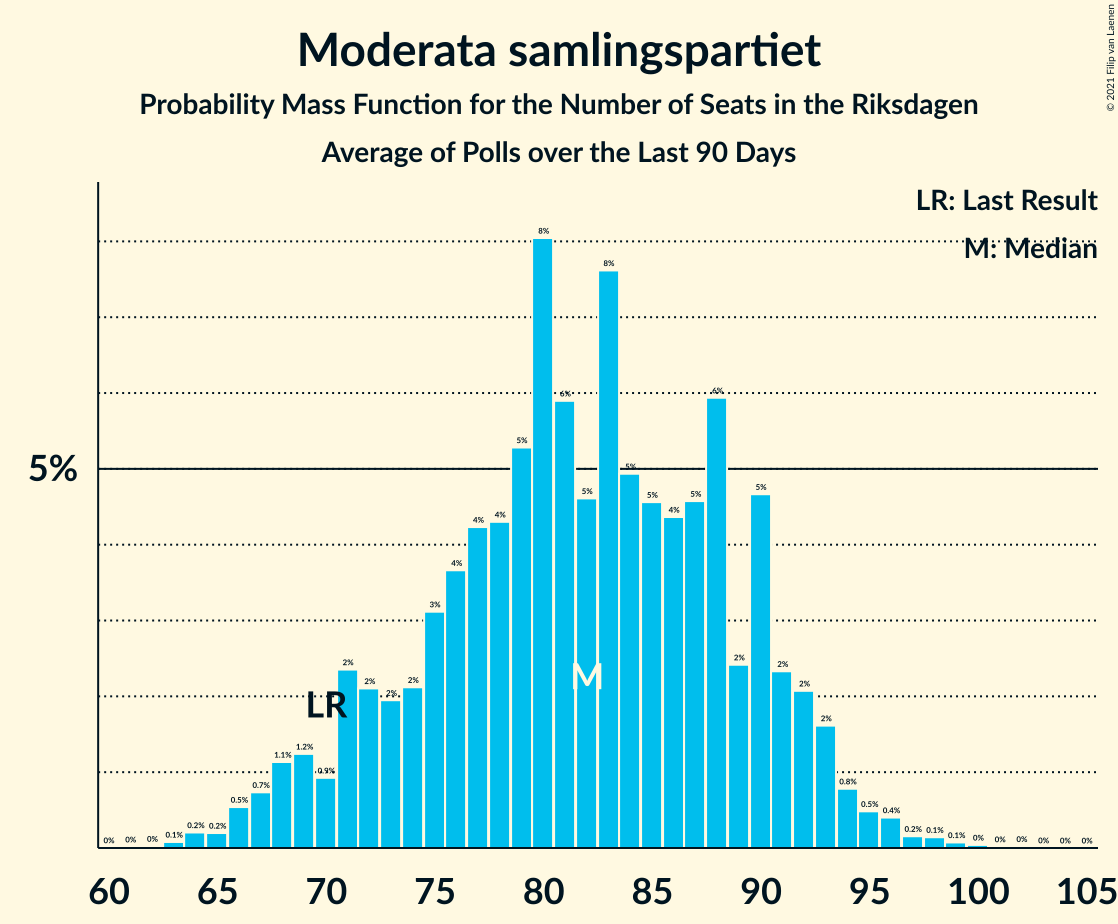 Moderata samlingspartiet
Probability Mass Function for the Number of Seats in the Riksdagen
Average of Polls over the Last 90 Days
© 2021 Filip van Laenen
LR: Last Result
M: Median
5%
0% 0% 0% 0.1% 0.2% 0.2% 0.5% 0.7% 1.1% 1.2% 0.9% 2% 2% 2% 2% 3% 4% 4% 4% 5% 8% 6% 5% 8% 5% 5% 4% 5% 6% 2% 5% 2% 2% 2% 0.8% 0.5% 0.4% 0.2% 0.1% 0.1% 0% 0% 0% 0% 0% 0%
LR
M
60 65 70 75 80 85 90 95 100 105